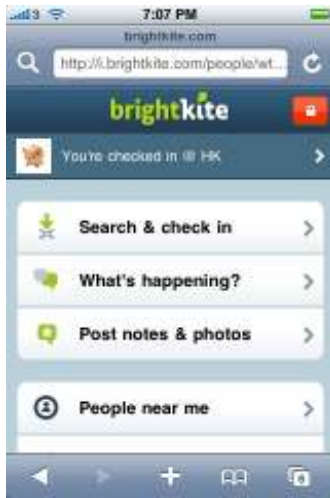 3 7:07 PM
brightkite.com
http://i.brightkite.com/people/wt...
brightkite
You're checked in @ HK
Search & check in
What's happening?
Post notes & photos
People near me